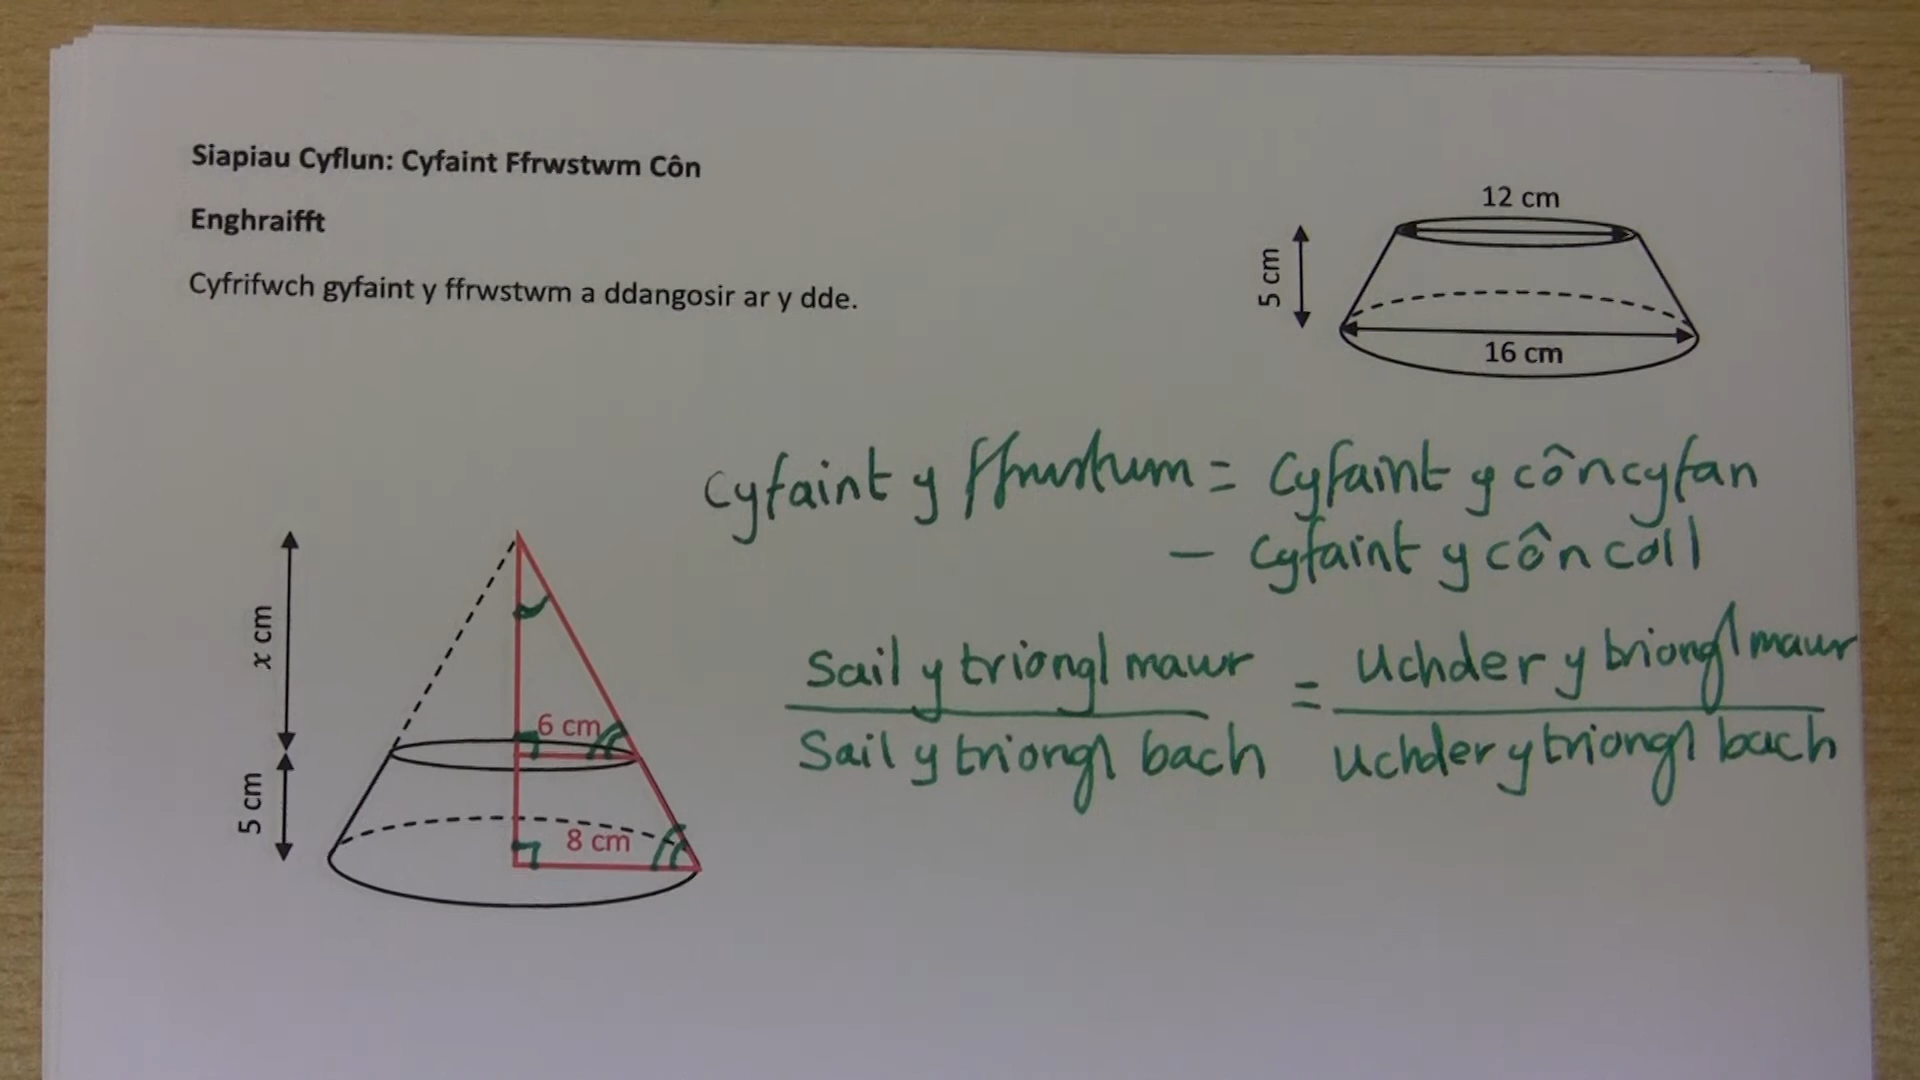 Siapiau Cyflun: Cyfaint Ffrwstwm Côn
Enghraifft
Cyfrifwch gyfaint y ffrwstwm a ddangosir ar y dde.
12 cm
5 cm
16 cm
Cyfaint y ffrwstwm = Cyfaint y côn cyfan
- Cyfaint y côn coll
x cm
5 cm
6 cm
8 cm
Sail y triongl mawr = Uchder y triongl mawr
Sail y triongl bach Uchder y triongl bach